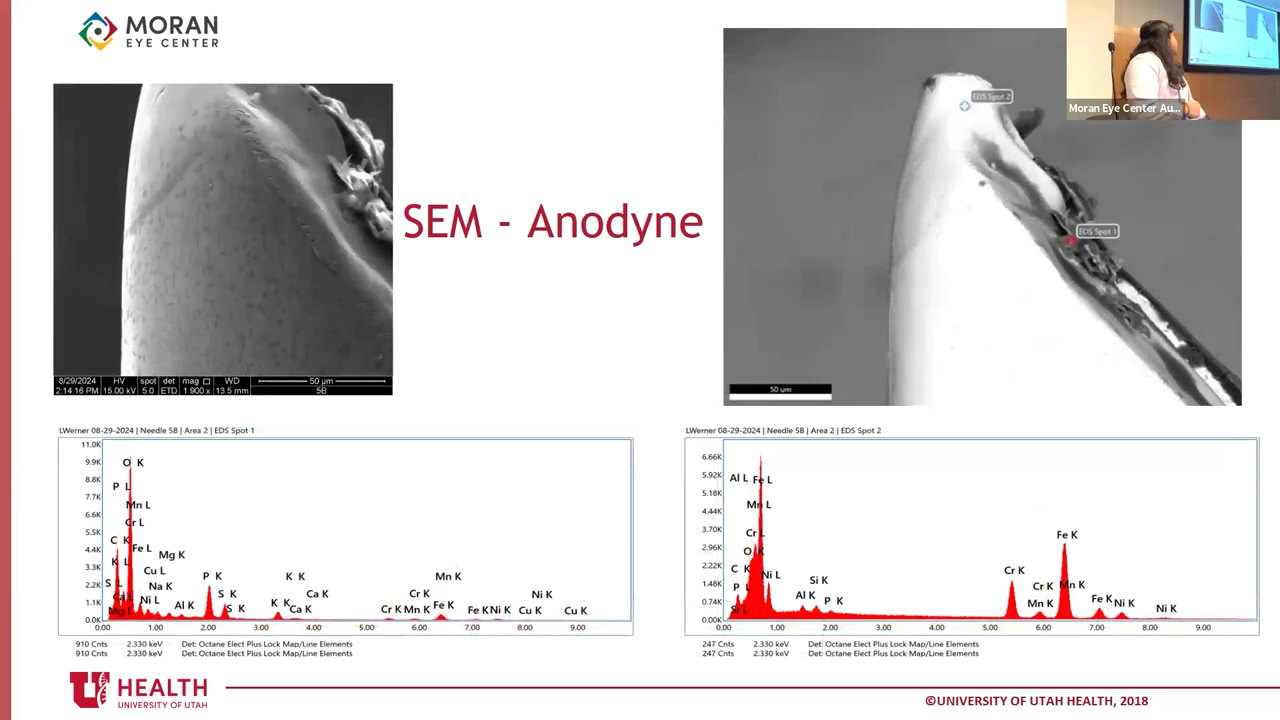 MORAN
EYE CENTER
SEM - Anodyne
8/29/2024 HV spot det mag WD 50 µm
2:14:16 PM 15.00 kV 5.0 ETD 1 900 x 13.5 mm 5B
EDS Spot 2
EDS Spot 1
50 um
Moran Eye Center Au...
LWerner 08-29-2024 | Needle 5B | Area 2 | EDS Spot 1
11.0K
9.9K
8.8K
7.7K
6.6K
5.5K
4.4K
3.3K
2.2K
1.1K
0.0K
O K
P L
Mn L
Cr L
C K
Fe L
K L
Mg K
Cu L
S L
Na K
Ca L
Ni L
Mg L
Al K
P K
S K
S K
K K
K K
Ca K
Ca K
Cr K
Cr K
Mn K
Mn K
Fe K
Fe K
Ni K
Ni K
Cu K
Cu K
0.00 1.00 2.00 3.00 4.00 5.00 6.00 7.00 8.00 9.00
910 Cnts 2.330 keV Det: Octane Elect Plus Lock Map/Line Elements
910 Cnts 2.330 keV Det: Octane Elect Plus Lock Map/Line Elements
LWerner 08-29-2024 | Needle 5B | Area 2 | EDS Spot 2
6.66K
5.92K
5.18K
4.44K
3.70K
2.96K
2.22K
1.48K
0.74K
0.00K
Al L
Fe L
Mn L
Cr L
O K
C K
Ni L
P L
Si L
Al K
Si K
P K
Cr K
Cr K
Mn K
Fe K
Mn K
Fe K
Ni K
Ni K
0.00 1.00 2.00 3.00 4.00 5.00 6.00 7.00 8.00 9.00
247 Cnts 2.330 keV Det: Octane Elect Plus Lock Map/Line Elements
247 Cnts 2.330 keV Det: Octane Elect Plus Lock Map/Line Elements
U HEALTH
UNIVERSITY OF UTAH
©UNIVERSITY OF UTAH HEALTH, 2018